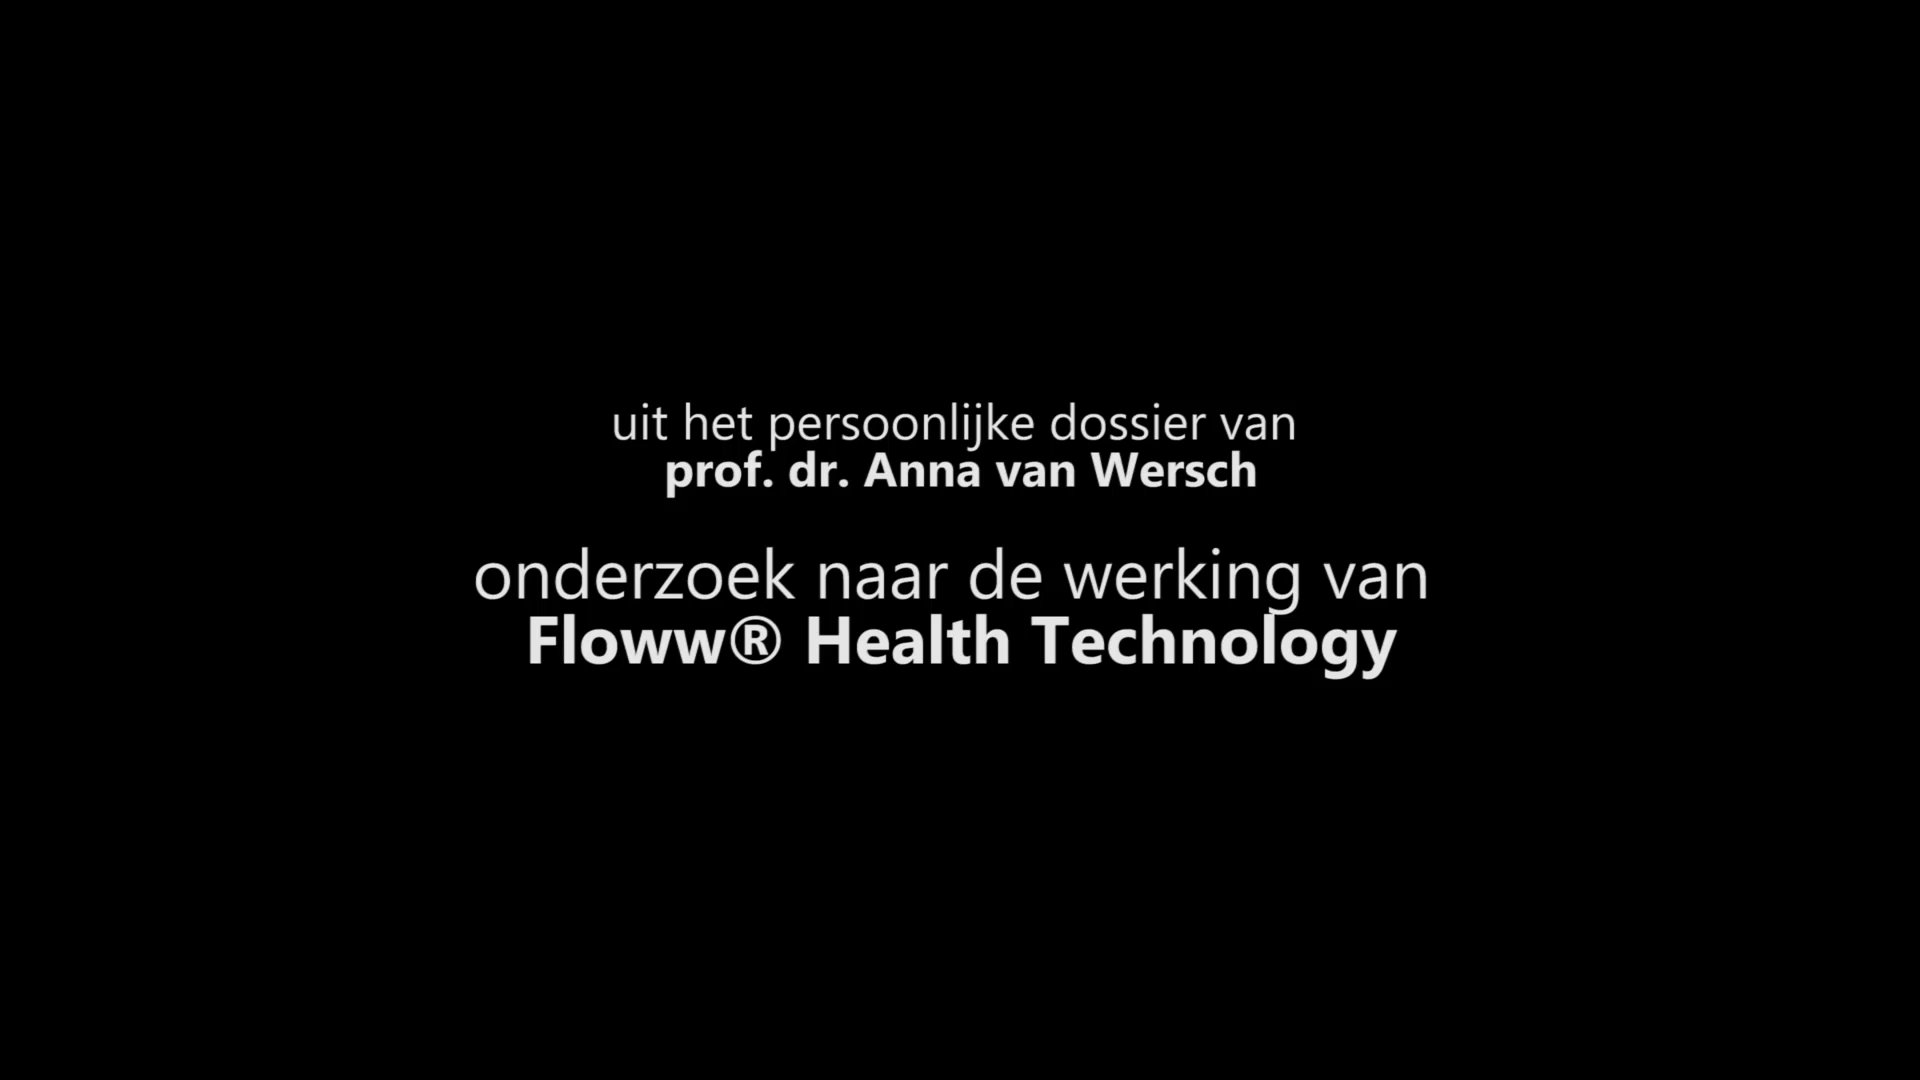 uit het persoonlijke dossier van
prof. dr. Anna van Wersch
onderzoek naar de werking van
Floww® Health Technology